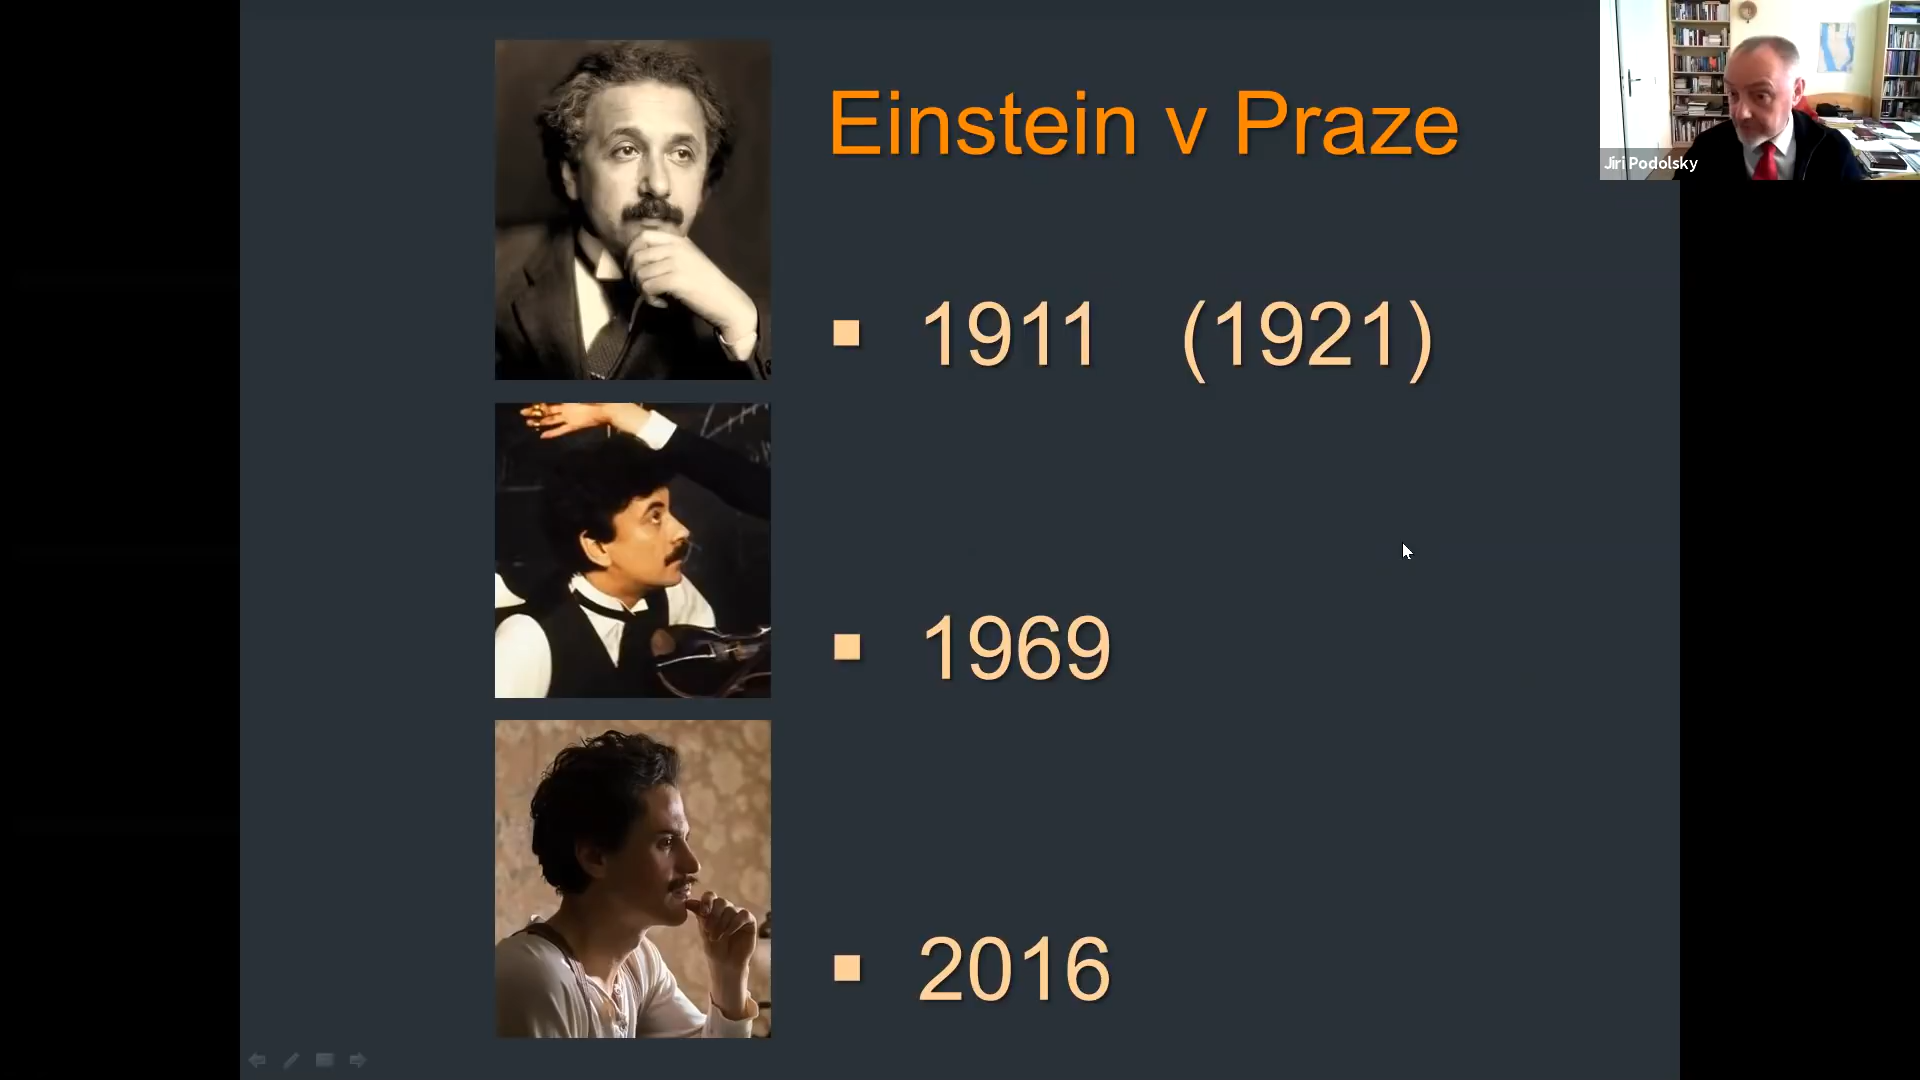 Einstein v Praze
Jiri Podolsky
1911 (1921)
1969
2016